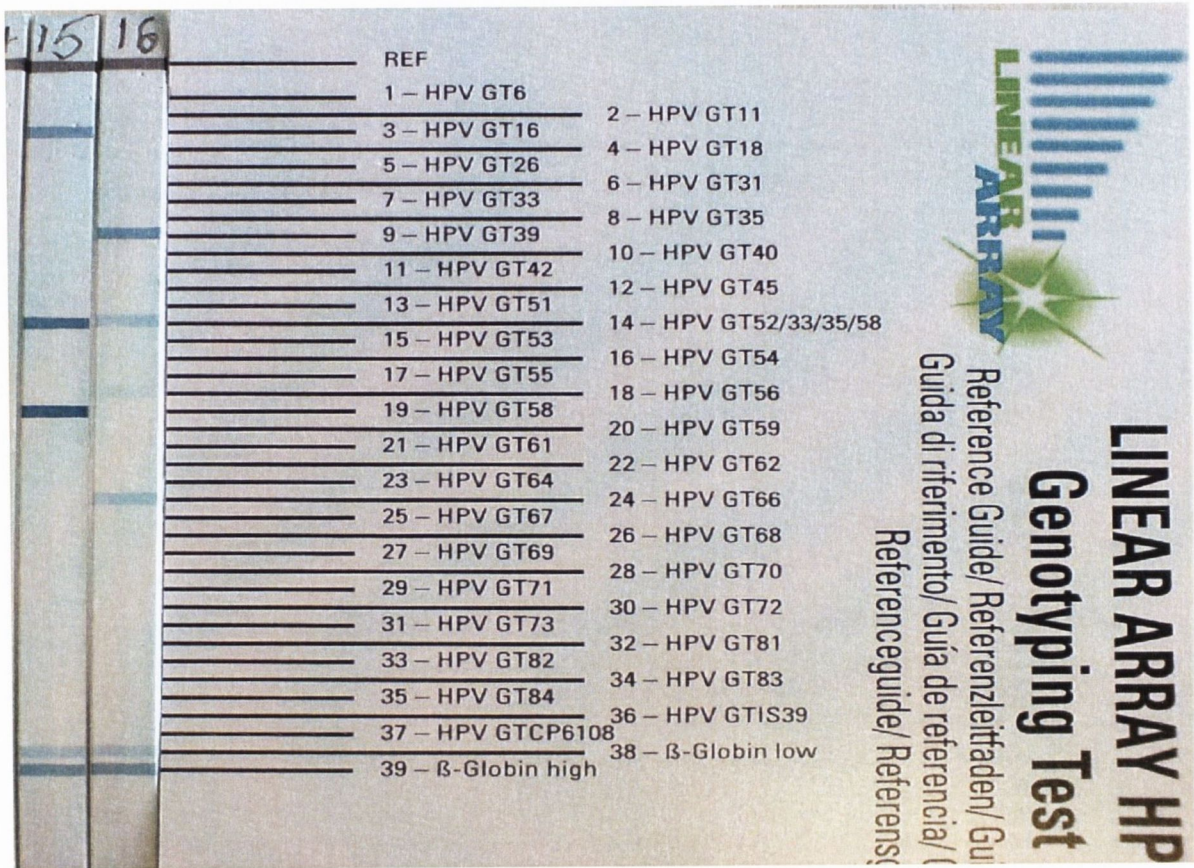 15 16
REF
1 – HPV GT6
2 – HPV GT11
3 – HPV GT16
4 – HPV GT18
5 – HPV GT26
6 – HPV GT31
7 – HPV GT33
8 – HPV GT35
9 – HPV GT39
10 – HPV GT40
11 – HPV GT42
12 – HPV GT45
13 – HPV GT51
14 – HPV GT52/33/35/58
15 – HPV GT53
16 – HPV GT54
17 – HPV GT55
18 – HPV GT56
19 – HPV GT58
20 – HPV GT59
21 – HPV GT61
22 – HPV GT62
23 – HPV GT64
24 – HPV GT66
25 – HPV GT67
26 – HPV GT68
27 – HPV GT69
28 – HPV GT70
29 – HPV GT71
30 – HPV GT72
31 – HPV GT73
32 – HPV GT81
33 – HPV GT82
34 – HPV GT83
35 – HPV GT84
36 – HPV GTIS39
37 – HPV GTCP6108
38 – ß-Globin low
39 – ß-Globin high
LINEAR
ARRAY
LINEAR ARRAY HP
Genotyping Test
Reference Guide/ Referenzleitfaden/ Gui
Guida di riferimento/ Guía de referencia/
Referenceguide/ Referensg